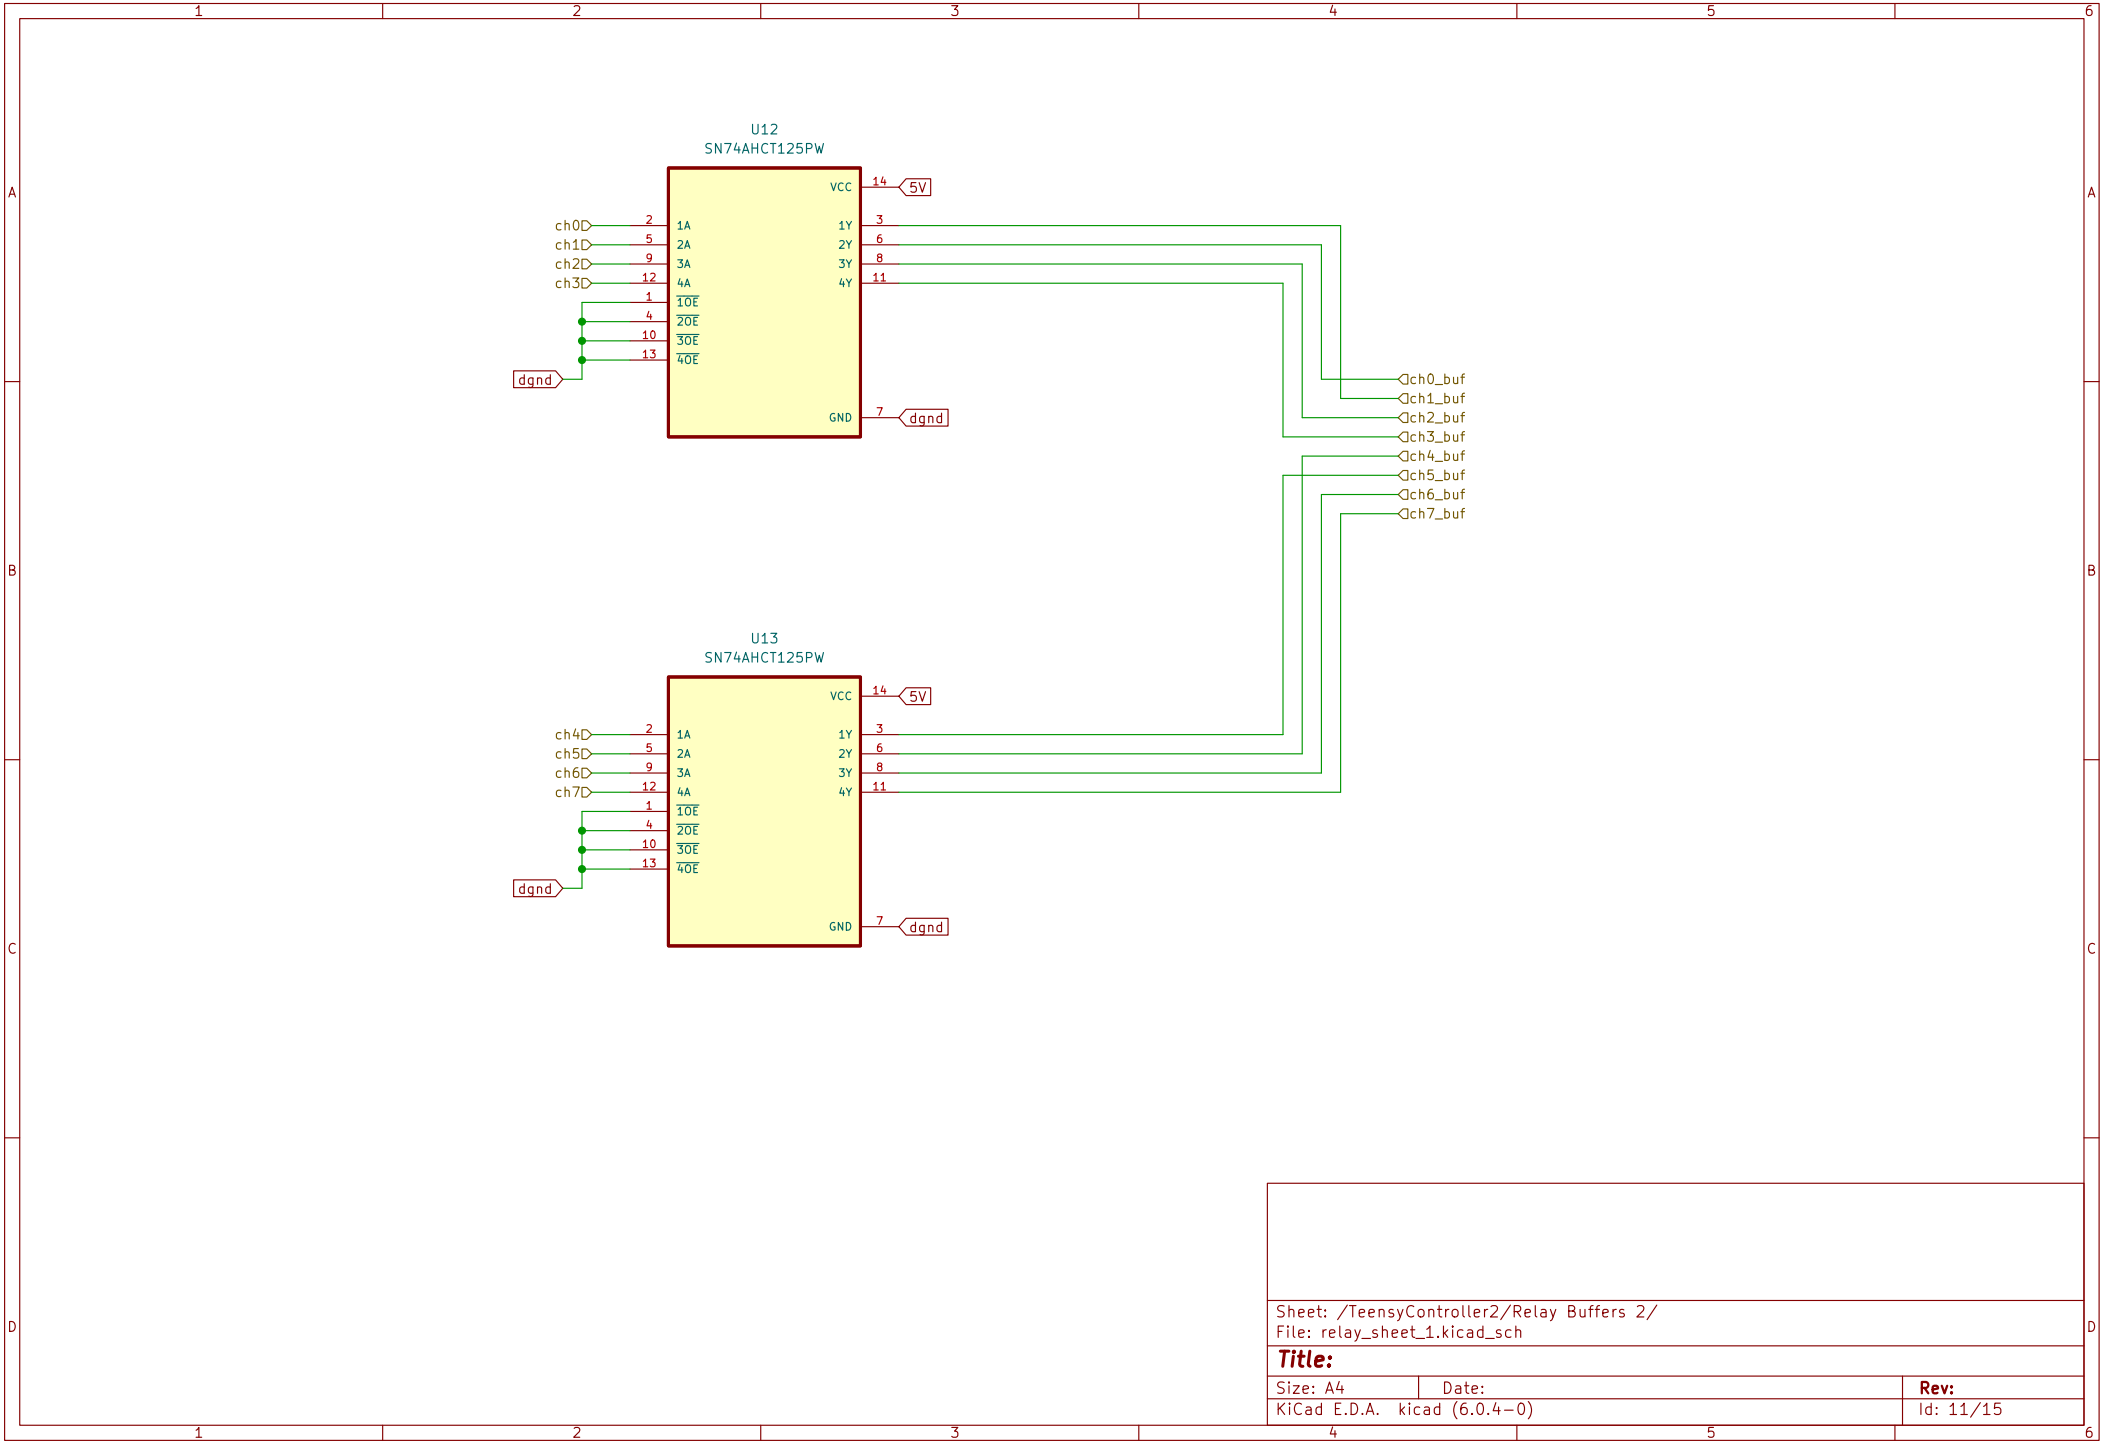 1 2 3 4 5 6
U12
SN74AHCT125PW
VCC 14 5V
A A
ch0 2 1A 1Y 3
ch1 5 2A 2Y 6
ch2 9 3A 3Y 8
ch3 12 4A 4Y 11
1 1OE
4 2OE
10 3OE
13 4OE
dgnd ch0_buf
ch1_buf
GND 7 dgnd ch2_buf
ch3_buf
ch4_buf
ch5_buf
ch6_buf
ch7_buf
B B
U13
SN74AHCT125PW
VCC 14 5V
ch4 2 1A 1Y 3
ch5 5 2A 2Y 6
ch6 9 3A 3Y 8
ch7 12 4A 4Y 11
1 1OE
4 2OE
10 3OE
13 4OE
dgnd
GND 7 dgnd
C C
Sheet: /TeensyController2/Relay Buffers 2/
D D
File: relay_sheet_1.kicad_sch
Title:
Size: A4 Date: Rev:
KiCad E.D.A. kicad (6.0.4-0) Id: 11/15
1 2 3 4 5 6